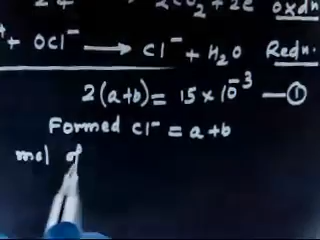 2CO₂ + 2e oxdn
⁺ + OCl⁻ ⟶ Cl⁻ + H₂O Redn.
2(a+b) = 15 × 10⁻³ — ①
Formed Cl⁻ = a+b
mol of